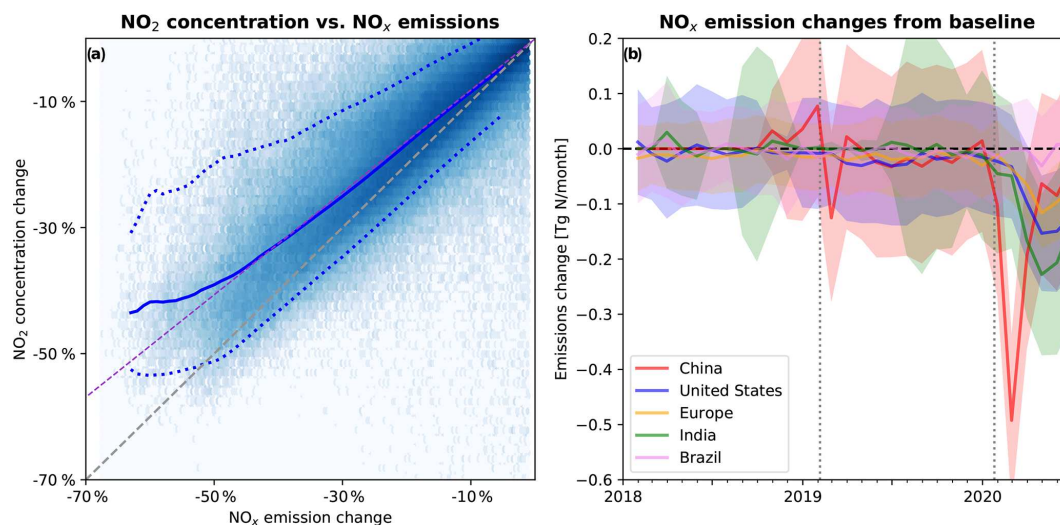 NO₂ concentration vs. NOₓ emissions
(a)
-10 %
-30 %
-50 %
-70 %
NO₂ concentration change
-70 %
-50 %
-30 %
-10 %
NOₓ emission change
NOₓ emission changes from baseline
(b)
0.2
0.1
0.0
-0.1
-0.2
-0.3
-0.4
-0.5
-0.6
Emissions change [Tg N/month]
China
United States
Europe
India
Brazil
2018
2019
2020